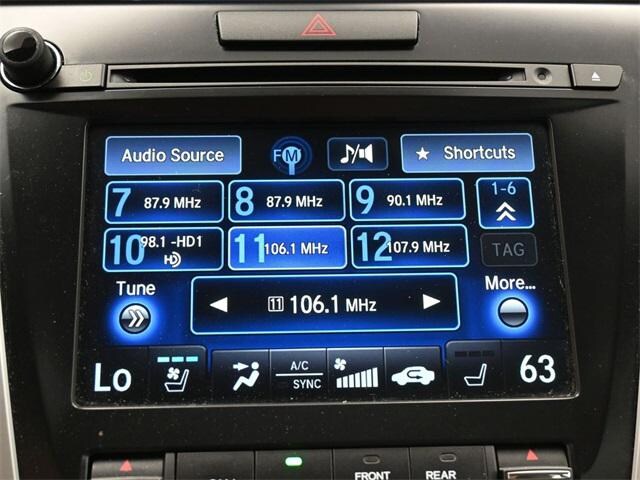 Audio Source
FM
★ Shortcuts
7 87.9 MHz
8 87.9 MHz
9 90.1 MHz
1-6
10 98.1 -HD1
HD
11 106.1 MHz
12 107.9 MHz
TAG
Tune
11 106.1 MHz
More...
Lo
A/C
SYNC
63
FRONT
REAR